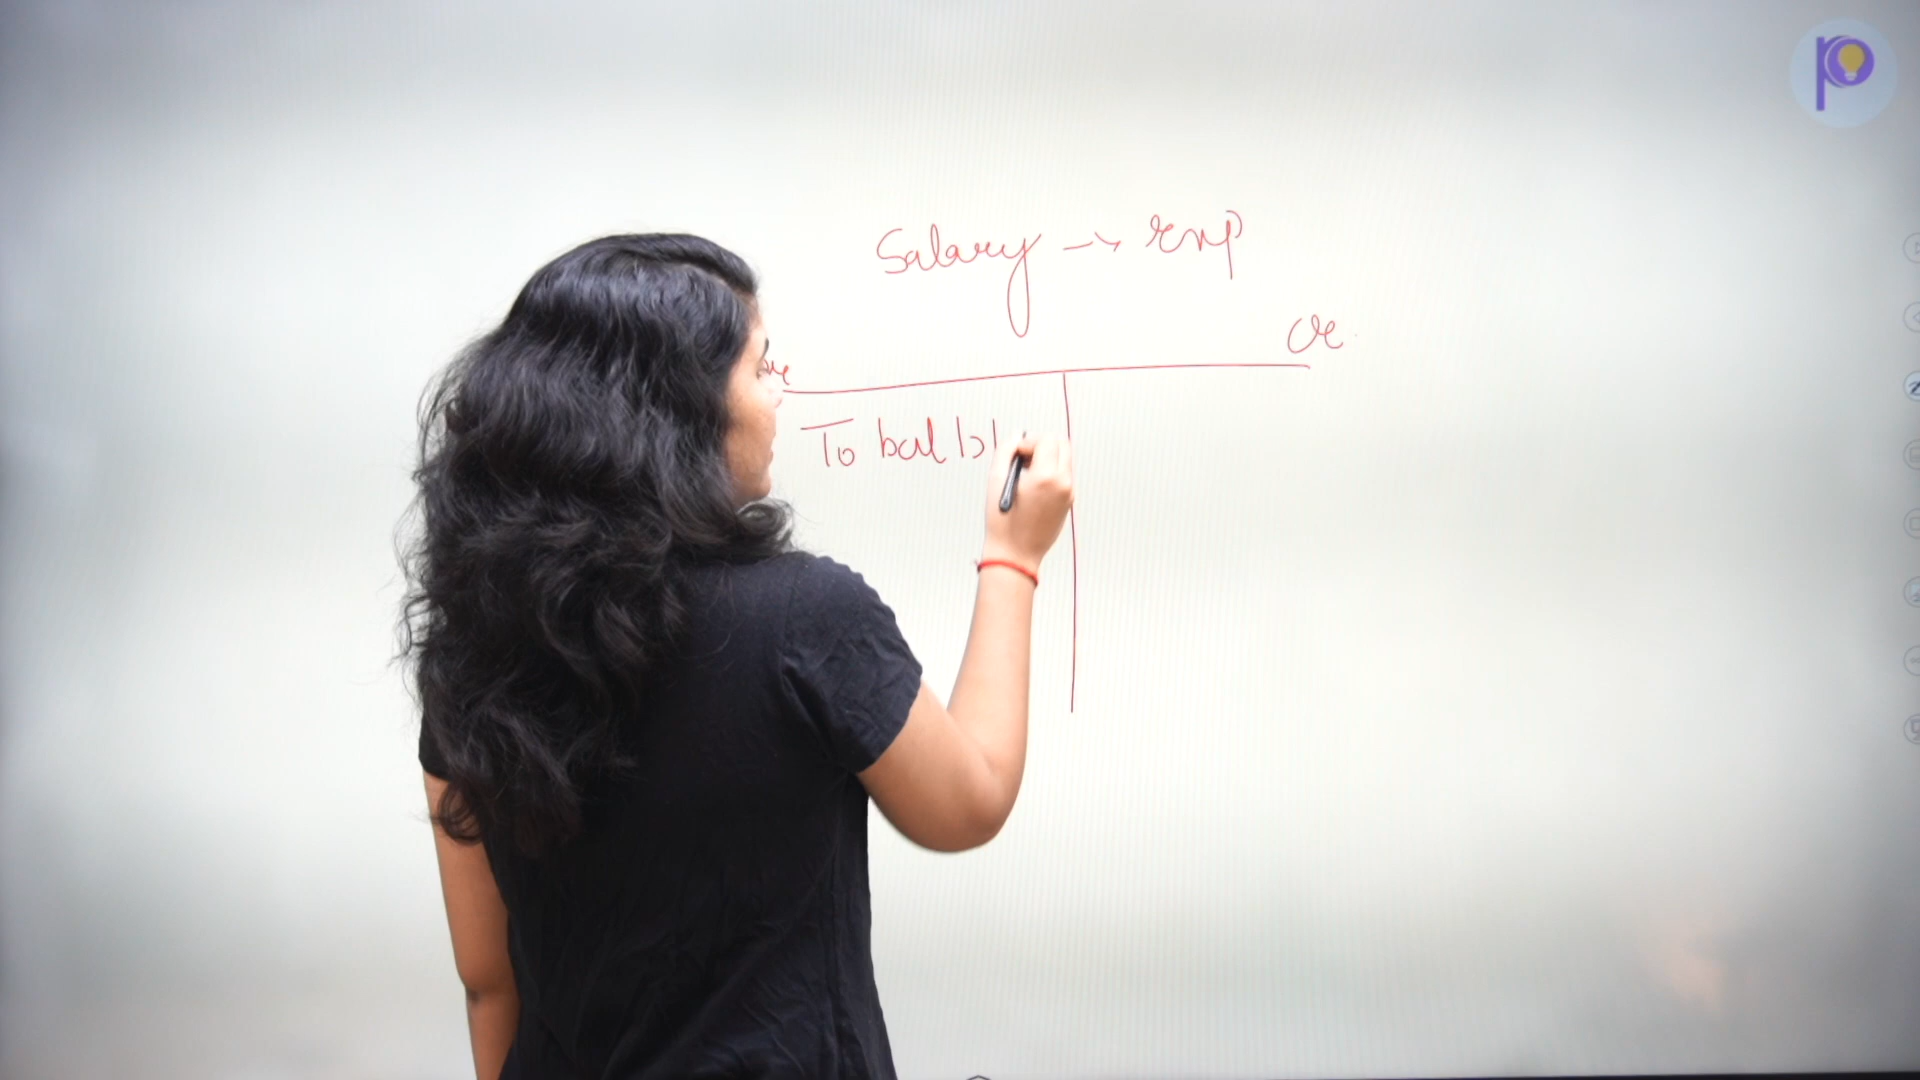 Salary → Exp
Cr
To bal b/